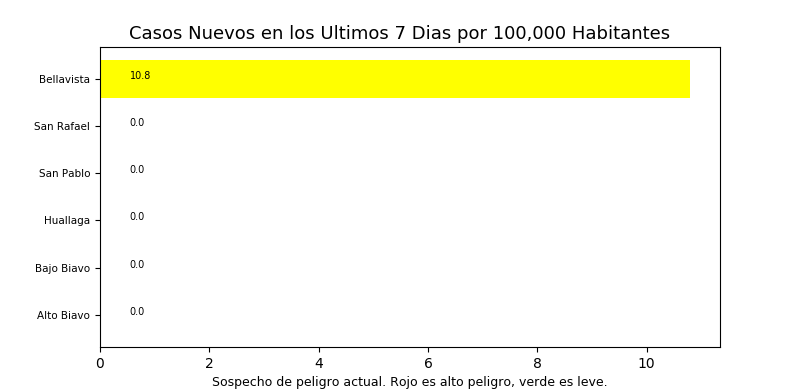 Casos Nuevos en los Ultimos 7 Dias por 100,000 Habitantes
Bellavista 10.8
San Rafael 0.0
San Pablo 0.0
Huallaga 0.0
Bajo Biavo 0.0
Alto Biavo 0.0
0 2 4 6 8 10
Sospecho de peligro actual. Rojo es alto peligro, verde es leve.